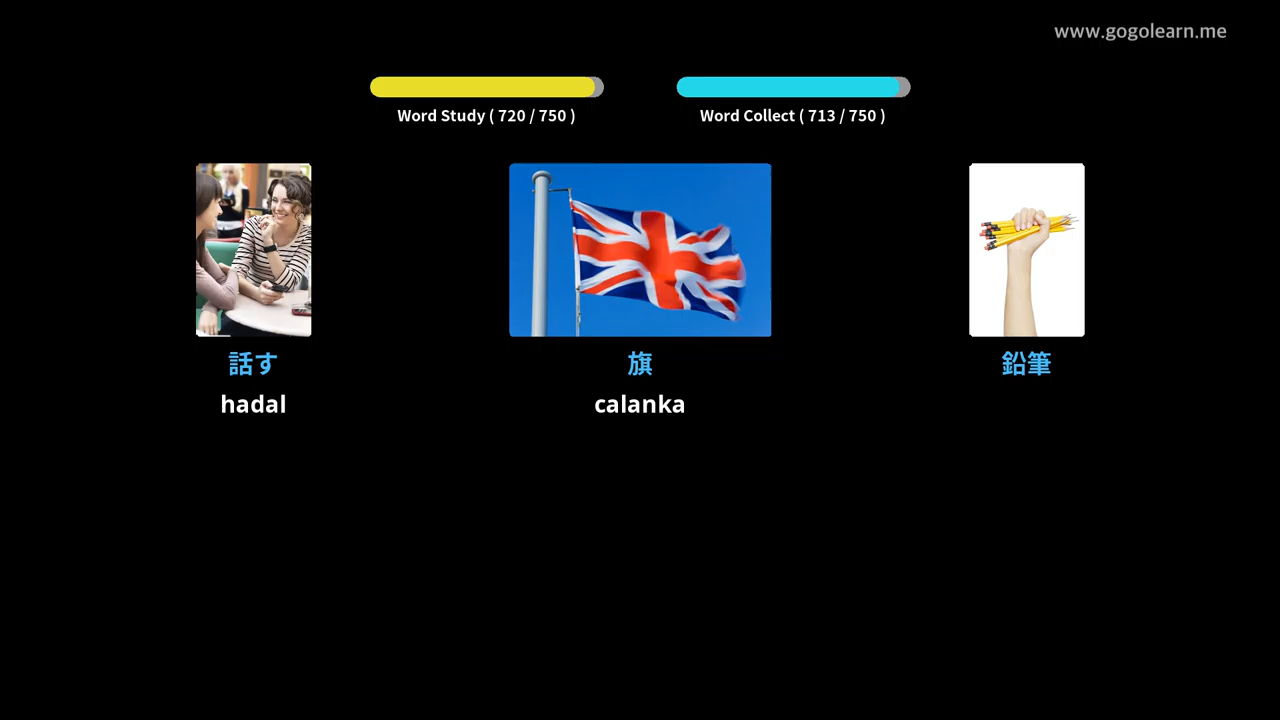 www.gogolearn.me
Word Study ( 720 / 750 )
Word Collect ( 713 / 750 )
話す
旗
鉛筆
hadal
calanka